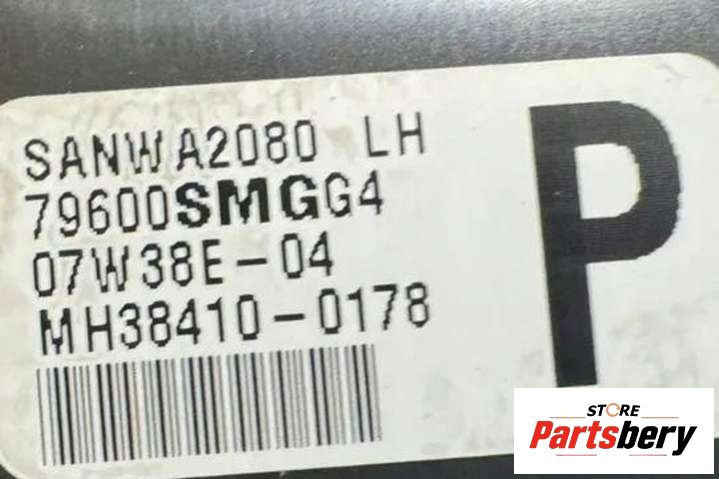 SANWA2080 LH
79600SMGG4
07W38E-04
MH38410-0178
P
STORE
Partsbery